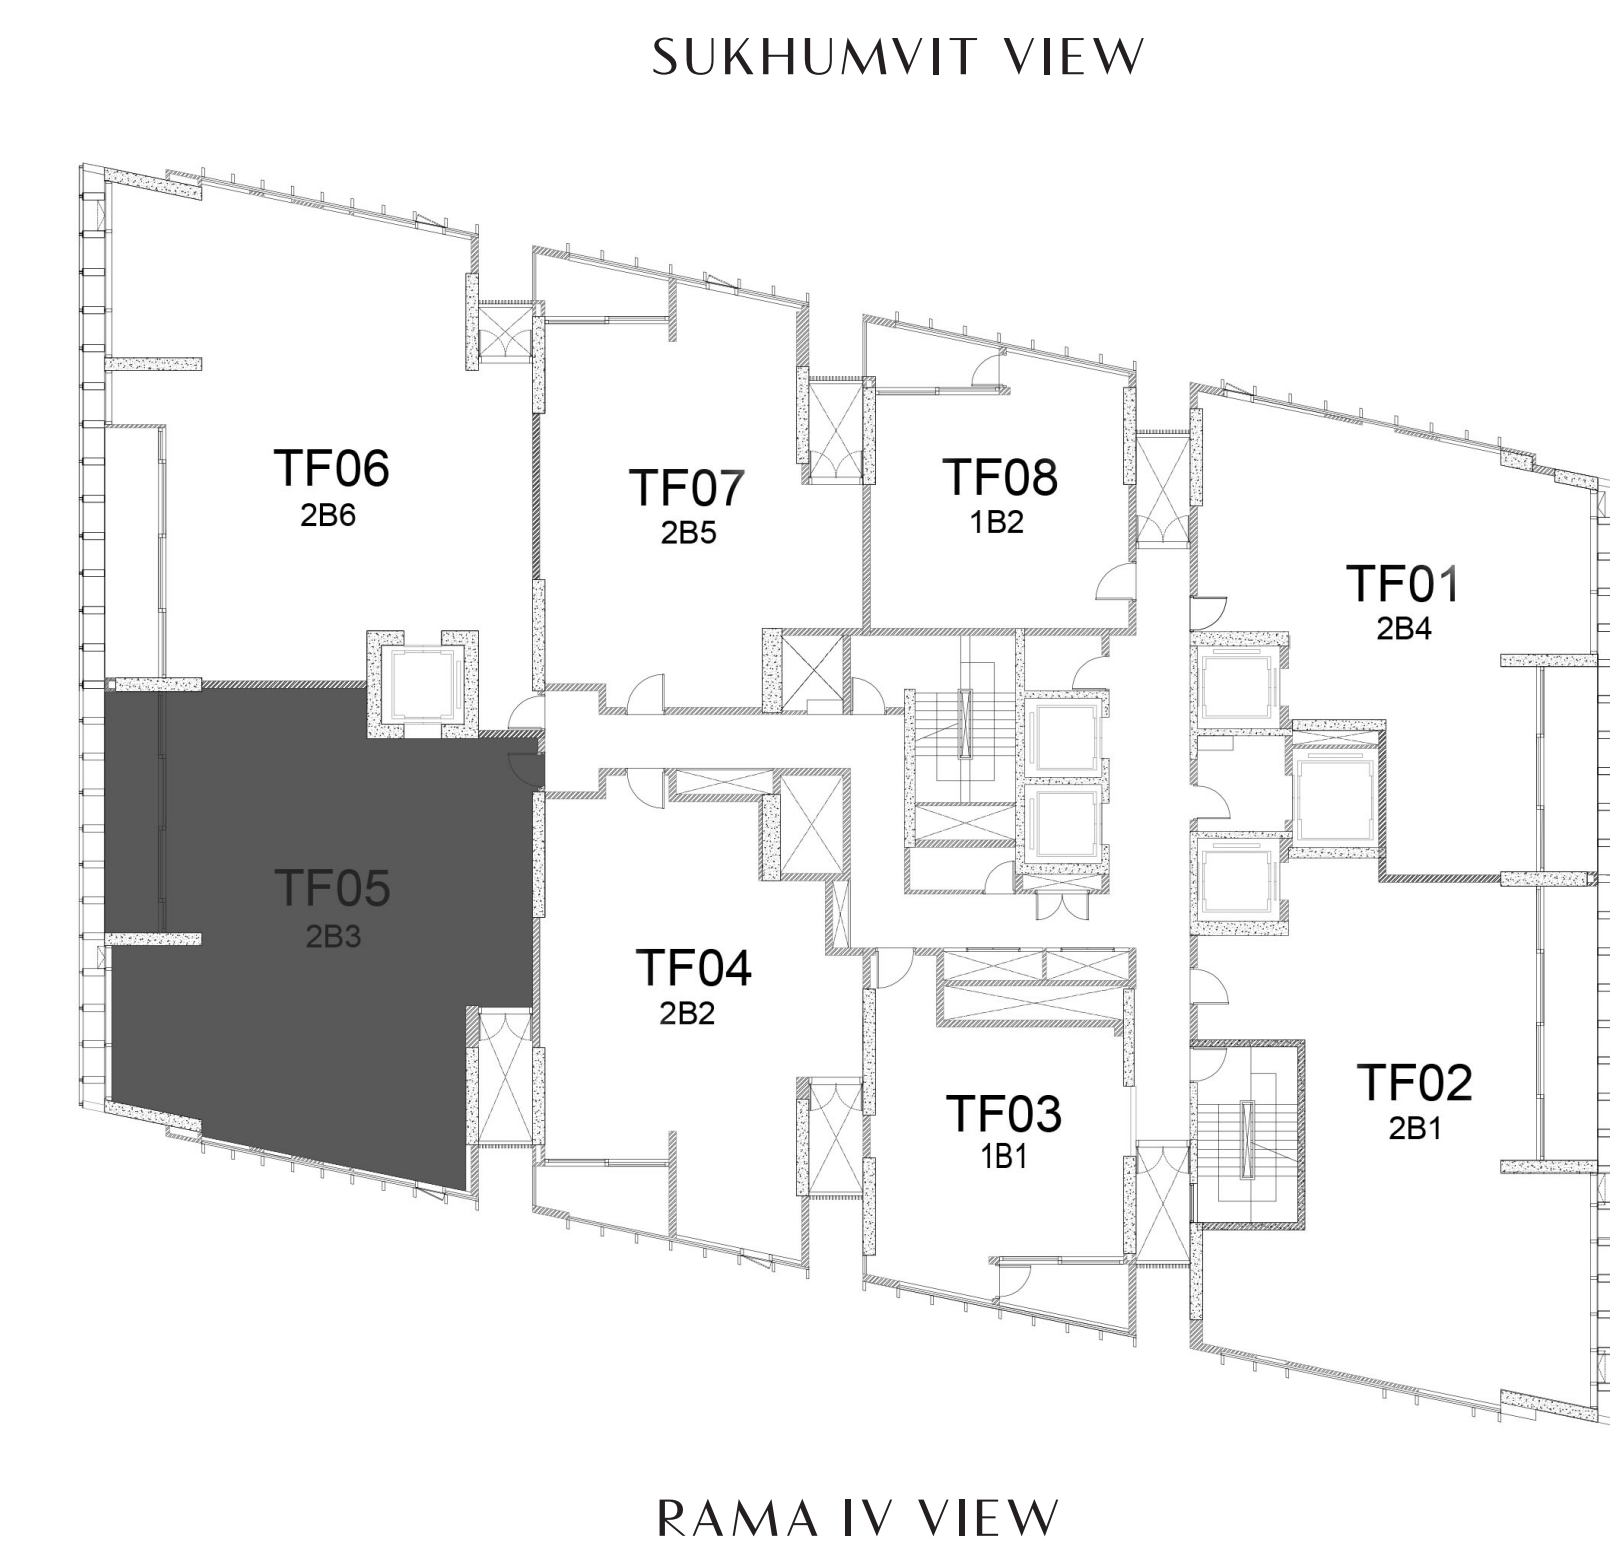 SUKHUMVIT VIEW
TF06
2B6
TF07
2B5
TF08
1B2
TF01
2B4
TF05
2B3
TF04
2B2
TF03
1B1
TF02
2B1
RAMA IV VIEW